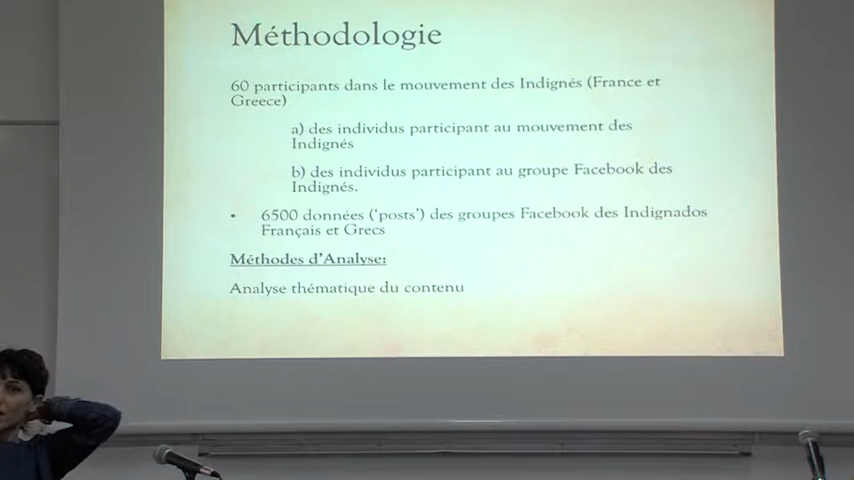 Méthodologie
60 participants dans le mouvement des Indignés (France et
Greece)
a) des individus participant au mouvement des
Indignés
b) des individus participant au groupe Facebook des
Indignés.
• 6500 données (‘posts’) des groupes Facebook des Indignados
Français et Grecs
Méthodes d’Analyse:
Analyse thématique du contenu